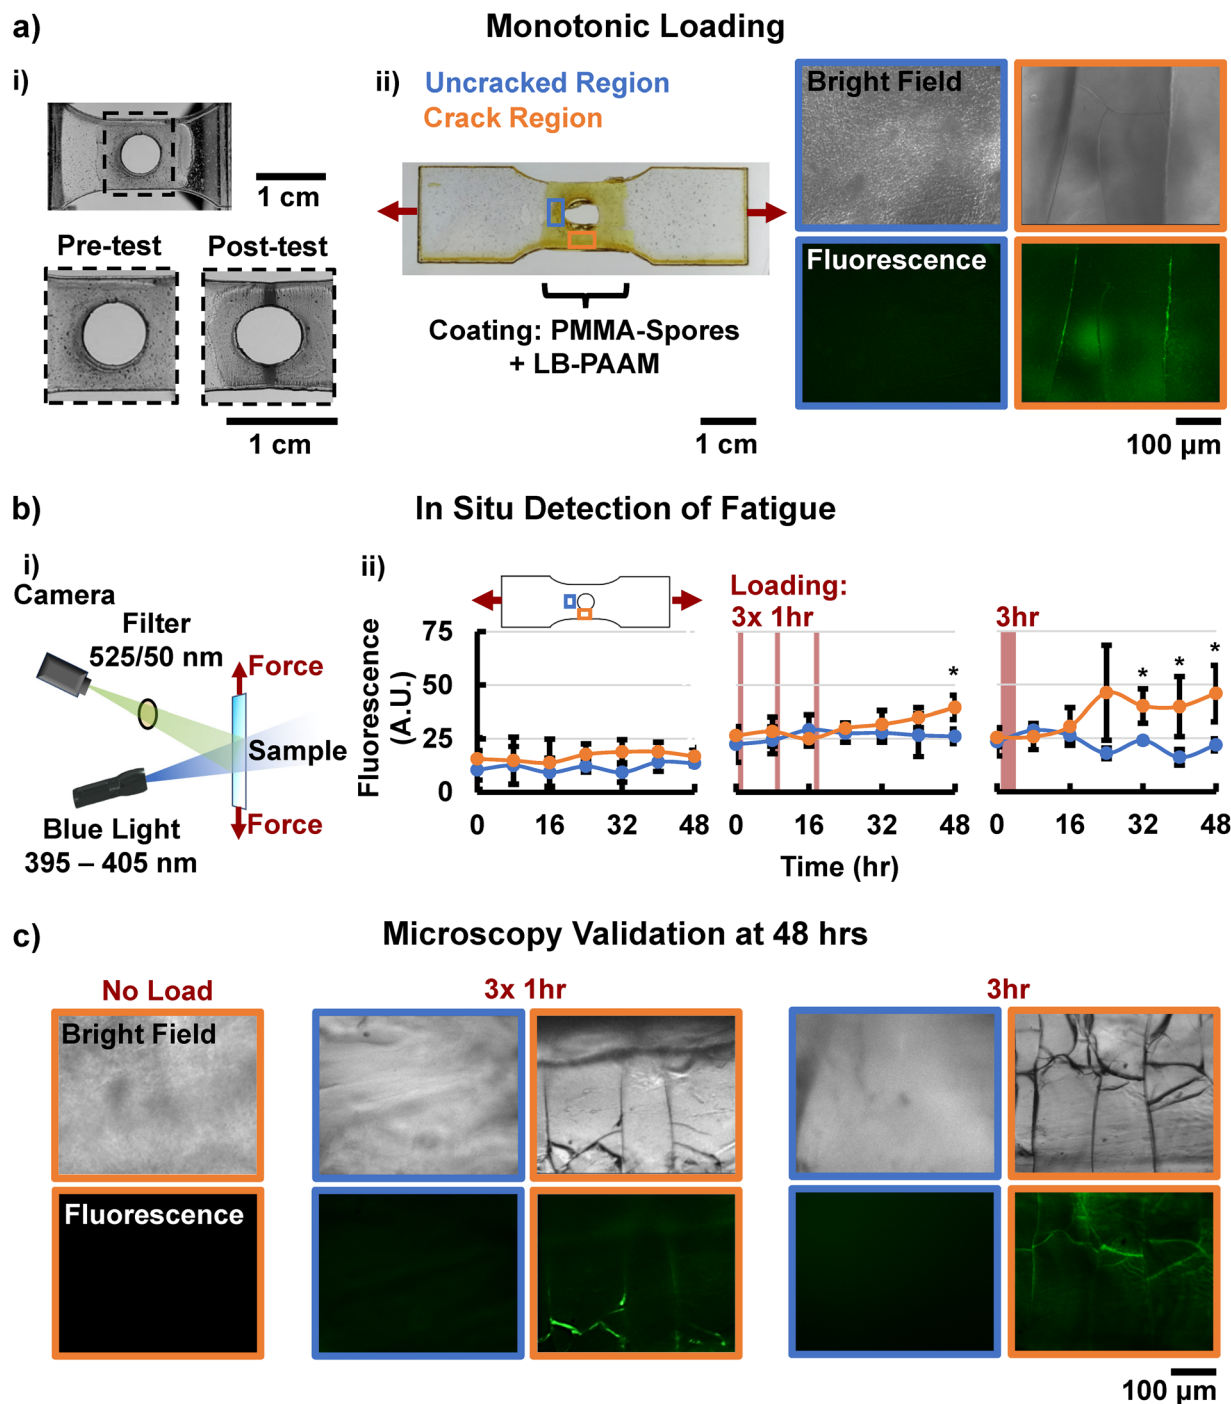 a)
Monotonic Loading
i)
1 cm
Pre-test
Post-test
1 cm
ii)
Uncracked Region
Crack Region
Coating: PMMA-Spores
+ LB-PAAM
1 cm
Bright Field
Fluorescence
100 µm
b)
In Situ Detection of Fatigue
i)
Camera
Filter
525/50 nm
Force
Sample
Force
Blue Light
395 – 405 nm
ii)
Fluorescence
(A.U.)
75
50
25
0
0 16 32 48
Loading:
3x 1hr
*
0 16 32 48
3hr
* * *
0 16 32 48
Time (hr)
c)
Microscopy Validation at 48 hrs
No Load
3x 1hr
3hr
Bright Field
Fluorescence
100 µm